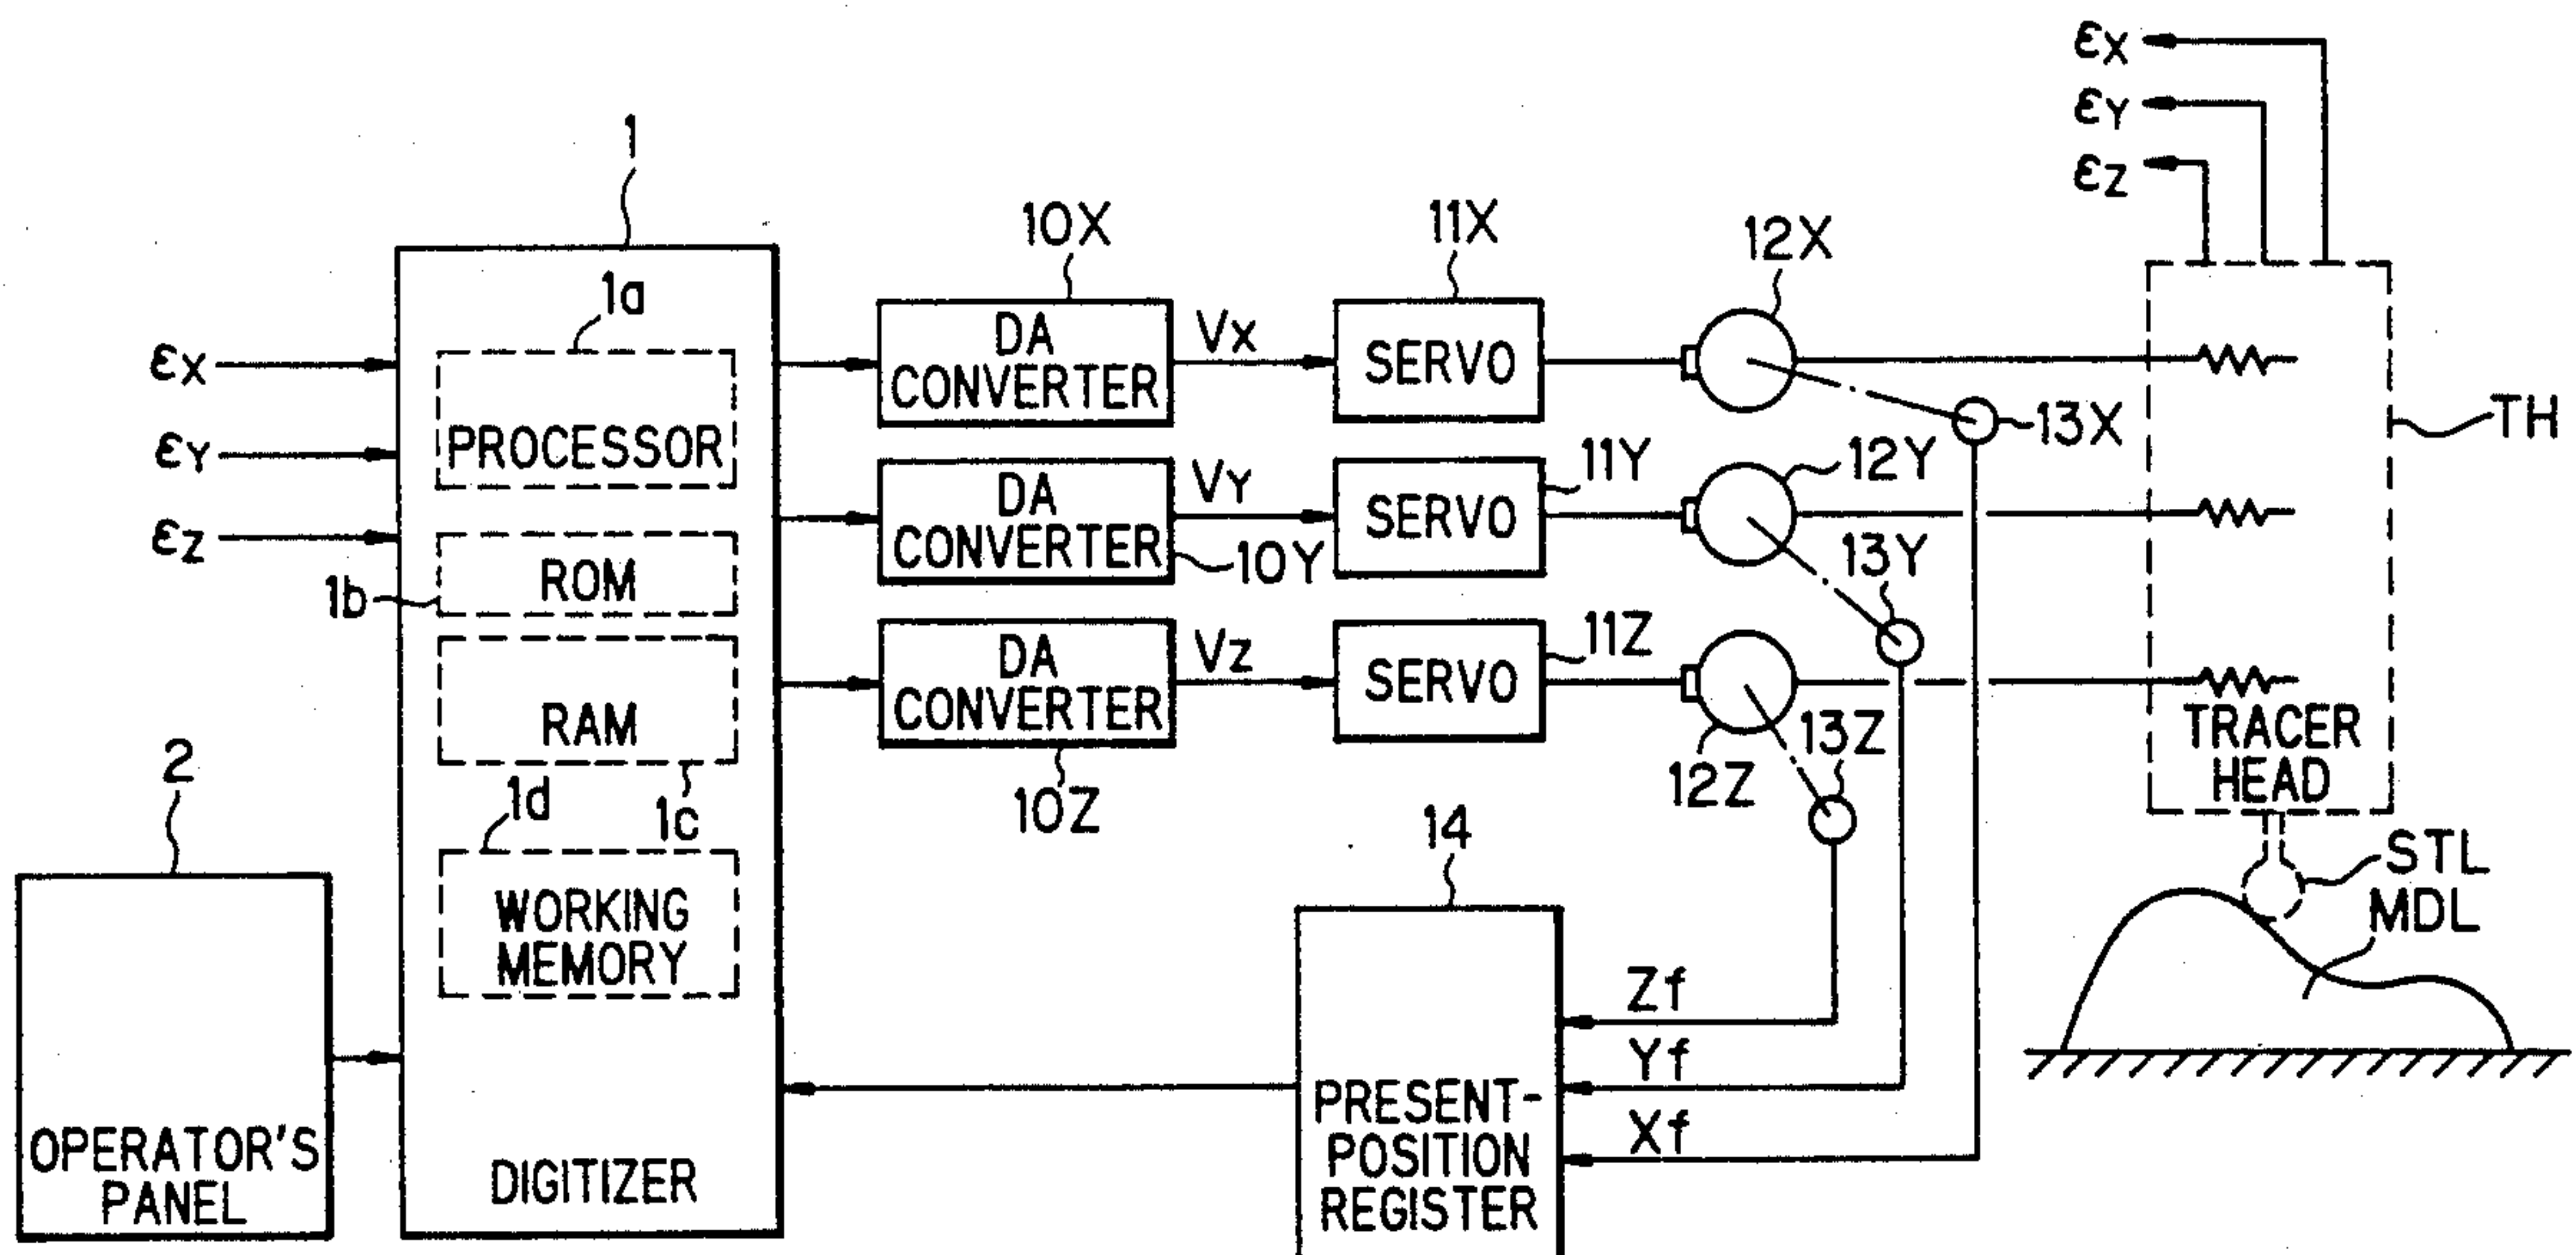 εX
εY
εZ
1
10X
11X
12X
1a
DA
CONVERTER
VX
SERVO
εX
εY
εZ
PROCESSOR
13X
TH
DA
CONVERTER
VY
SERVO
11Y
12Y
10Y
13Y
1b
ROM
DA
CONVERTER
VZ
SERVO
11Z
RAM
10Z
12Z
13Z
TRACER
HEAD
2
1d
1c
14
STL
MDL
WORKING
MEMORY
Zf
Yf
Xf
PRESENT-
POSITION
REGISTER
OPERATOR'S
PANEL
DIGITIZER